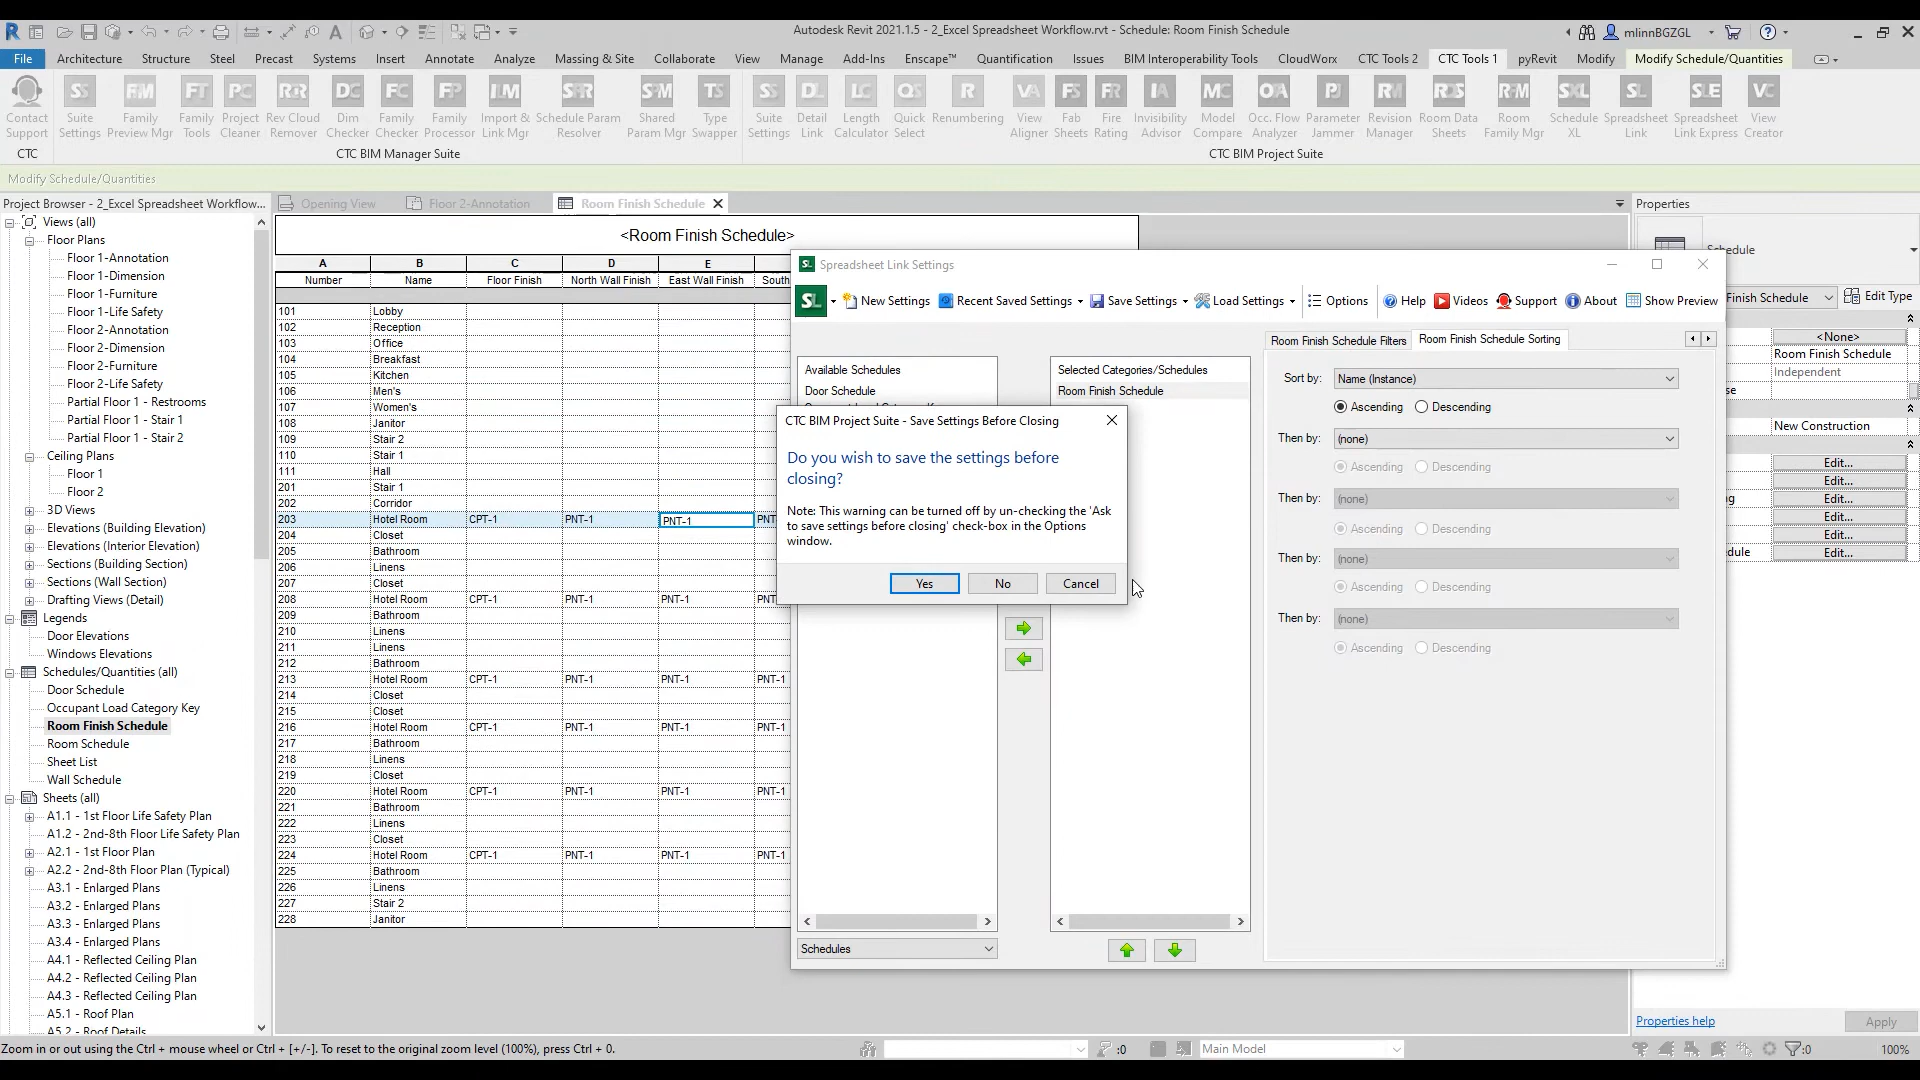 Autodesk Revit 2021.1.5 - 2_Excel Spreadsheet Workflow.rvt - Schedule: Room Finish Schedule
mlinnBGZGL
File Architecture Structure Steel Precast Systems Insert Annotate Analyze Massing & Site Collaborate View Manage Add-Ins Enscape™ Quantification Issues BIM Interoperability Tools CloudWorx CTC Tools 2 CTC Tools 1 pyRevit Modify Modify Schedule/Quantities
Contact Support
Suite Settings
Family Preview Mgr
Family Tools
Project Cleaner
Rev Cloud Remover
Dim Checker
Family Checker
Family Processor
Import & Link Mgr
Schedule Param Resolver
Shared Param Mgr
Type Swapper
Suite Settings
Detail Link
Length Calculator
Quick Select
Renumbering
View Aligner
Fab Sheets
Fire Rating
Invisibility Advisor
Model Compare
Occ. Flow Analyzer
Parameter Jammer
Revision Manager
Room Data Sheets
Room Family Mgr
Schedule XL
Spreadsheet Link
Spreadsheet Link Express
View Creator
CTC CTC BIM Manager Suite CTC BIM Project Suite
Modify Schedule/Quantities
Project Browser - 2_Excel Spreadsheet Workflow...
Views (all)
Floor Plans
Floor 1-Annotation
Floor 1-Dimension
Floor 1-Furniture
Floor 1-Life Safety
Floor 2-Annotation
Floor 2-Dimension
Floor 2-Furniture
Floor 2-Life Safety
Partial Floor 1 - Restrooms
Partial Floor 1 - Stair 1
Partial Floor 1 - Stair 2
Ceiling Plans
Floor 1
Floor 2
3D Views
Elevations (Building Elevation)
Elevations (Interior Elevation)
Sections (Building Section)
Sections (Wall Section)
Drafting Views (Detail)
Legends
Door Elevations
Windows Elevations
Schedules/Quantities (all)
Door Schedule
Occupant Load Category Key
Room Finish Schedule
Room Schedule
Sheet List
Wall Schedule
Sheets (all)
A1.1 - 1st Floor Life Safety Plan
A1.2 - 2nd-8th Floor Life Safety Plan
A2.1 - 1st Floor Plan
A2.2 - 2nd-8th Floor Plan (Typical)
A3.1 - Enlarged Plans
A3.2 - Enlarged Plans
A3.3 - Enlarged Plans
A3.4 - Enlarged Plans
A4.1 - Reflected Ceiling Plan
A4.2 - Reflected Ceiling Plan
A4.3 - Reflected Ceiling Plan
A5.1 - Roof Plan
A5.2 - Roof Details
Opening View Floor 2-Annotation Room Finish Schedule
<Room Finish Schedule>
A B C D E
Number Name Floor Finish North Wall Finish East Wall Finish South
101 Lobby
102 Reception
103 Office
104 Breakfast
105 Kitchen
106 Men's
107 Women's
108 Janitor
109 Stair 2
110 Stair 1
111 Hall
201 Stair 1
202 Corridor
203 Hotel Room CPT-1 PNT-1 PNT-1 PNT
204 Closet
205 Bathroom
206 Linens
207 Closet
208 Hotel Room CPT-1 PNT-1 PNT-1 PNT
209 Bathroom
210 Linens
211 Linens
212 Bathroom
213 Hotel Room CPT-1 PNT-1 PNT-1 PNT-1
214 Closet
215 Closet
216 Hotel Room CPT-1 PNT-1 PNT-1 PNT-1
217 Bathroom
218 Linens
219 Closet
220 Hotel Room CPT-1 PNT-1 PNT-1 PNT-1
221 Bathroom
222 Linens
223 Closet
224 Hotel Room CPT-1 PNT-1 PNT-1 PNT-1
225 Bathroom
226 Linens
227 Stair 2
228 Janitor
Spreadsheet Link Settings
SL New Settings Recent Saved Settings Save Settings Load Settings Options Help Videos Support About Show Preview
Available Schedules
Door Schedule
Schedules
Selected Categories/Schedules
Room Finish Schedule
Room Finish Schedule Filters Room Finish Schedule Sorting
Sort by: Name (Instance)
Ascending Descending
Then by: (none)
Ascending Descending
Then by: (none)
Ascending Descending
Then by: (none)
Ascending Descending
Then by: (none)
Ascending Descending
CTC BIM Project Suite - Save Settings Before Closing
Do you wish to save the settings before
closing?
Note: This warning can be turned off by un-checking the 'Ask
to save settings before closing' check-box in the Options
window.
Yes No Cancel
Properties
Schedule
Finish Schedule Edit Type
<None>
Room Finish Schedule
Independent
se
New Construction
Edit...
Edit...
ng Edit...
Edit...
Edit...
dule Edit...
Properties help Apply
Zoom in or out using the Ctrl + mouse wheel or Ctrl + [+/-]. To reset to the original zoom level (100%), press Ctrl + 0.
:0 Main Model :0 100%